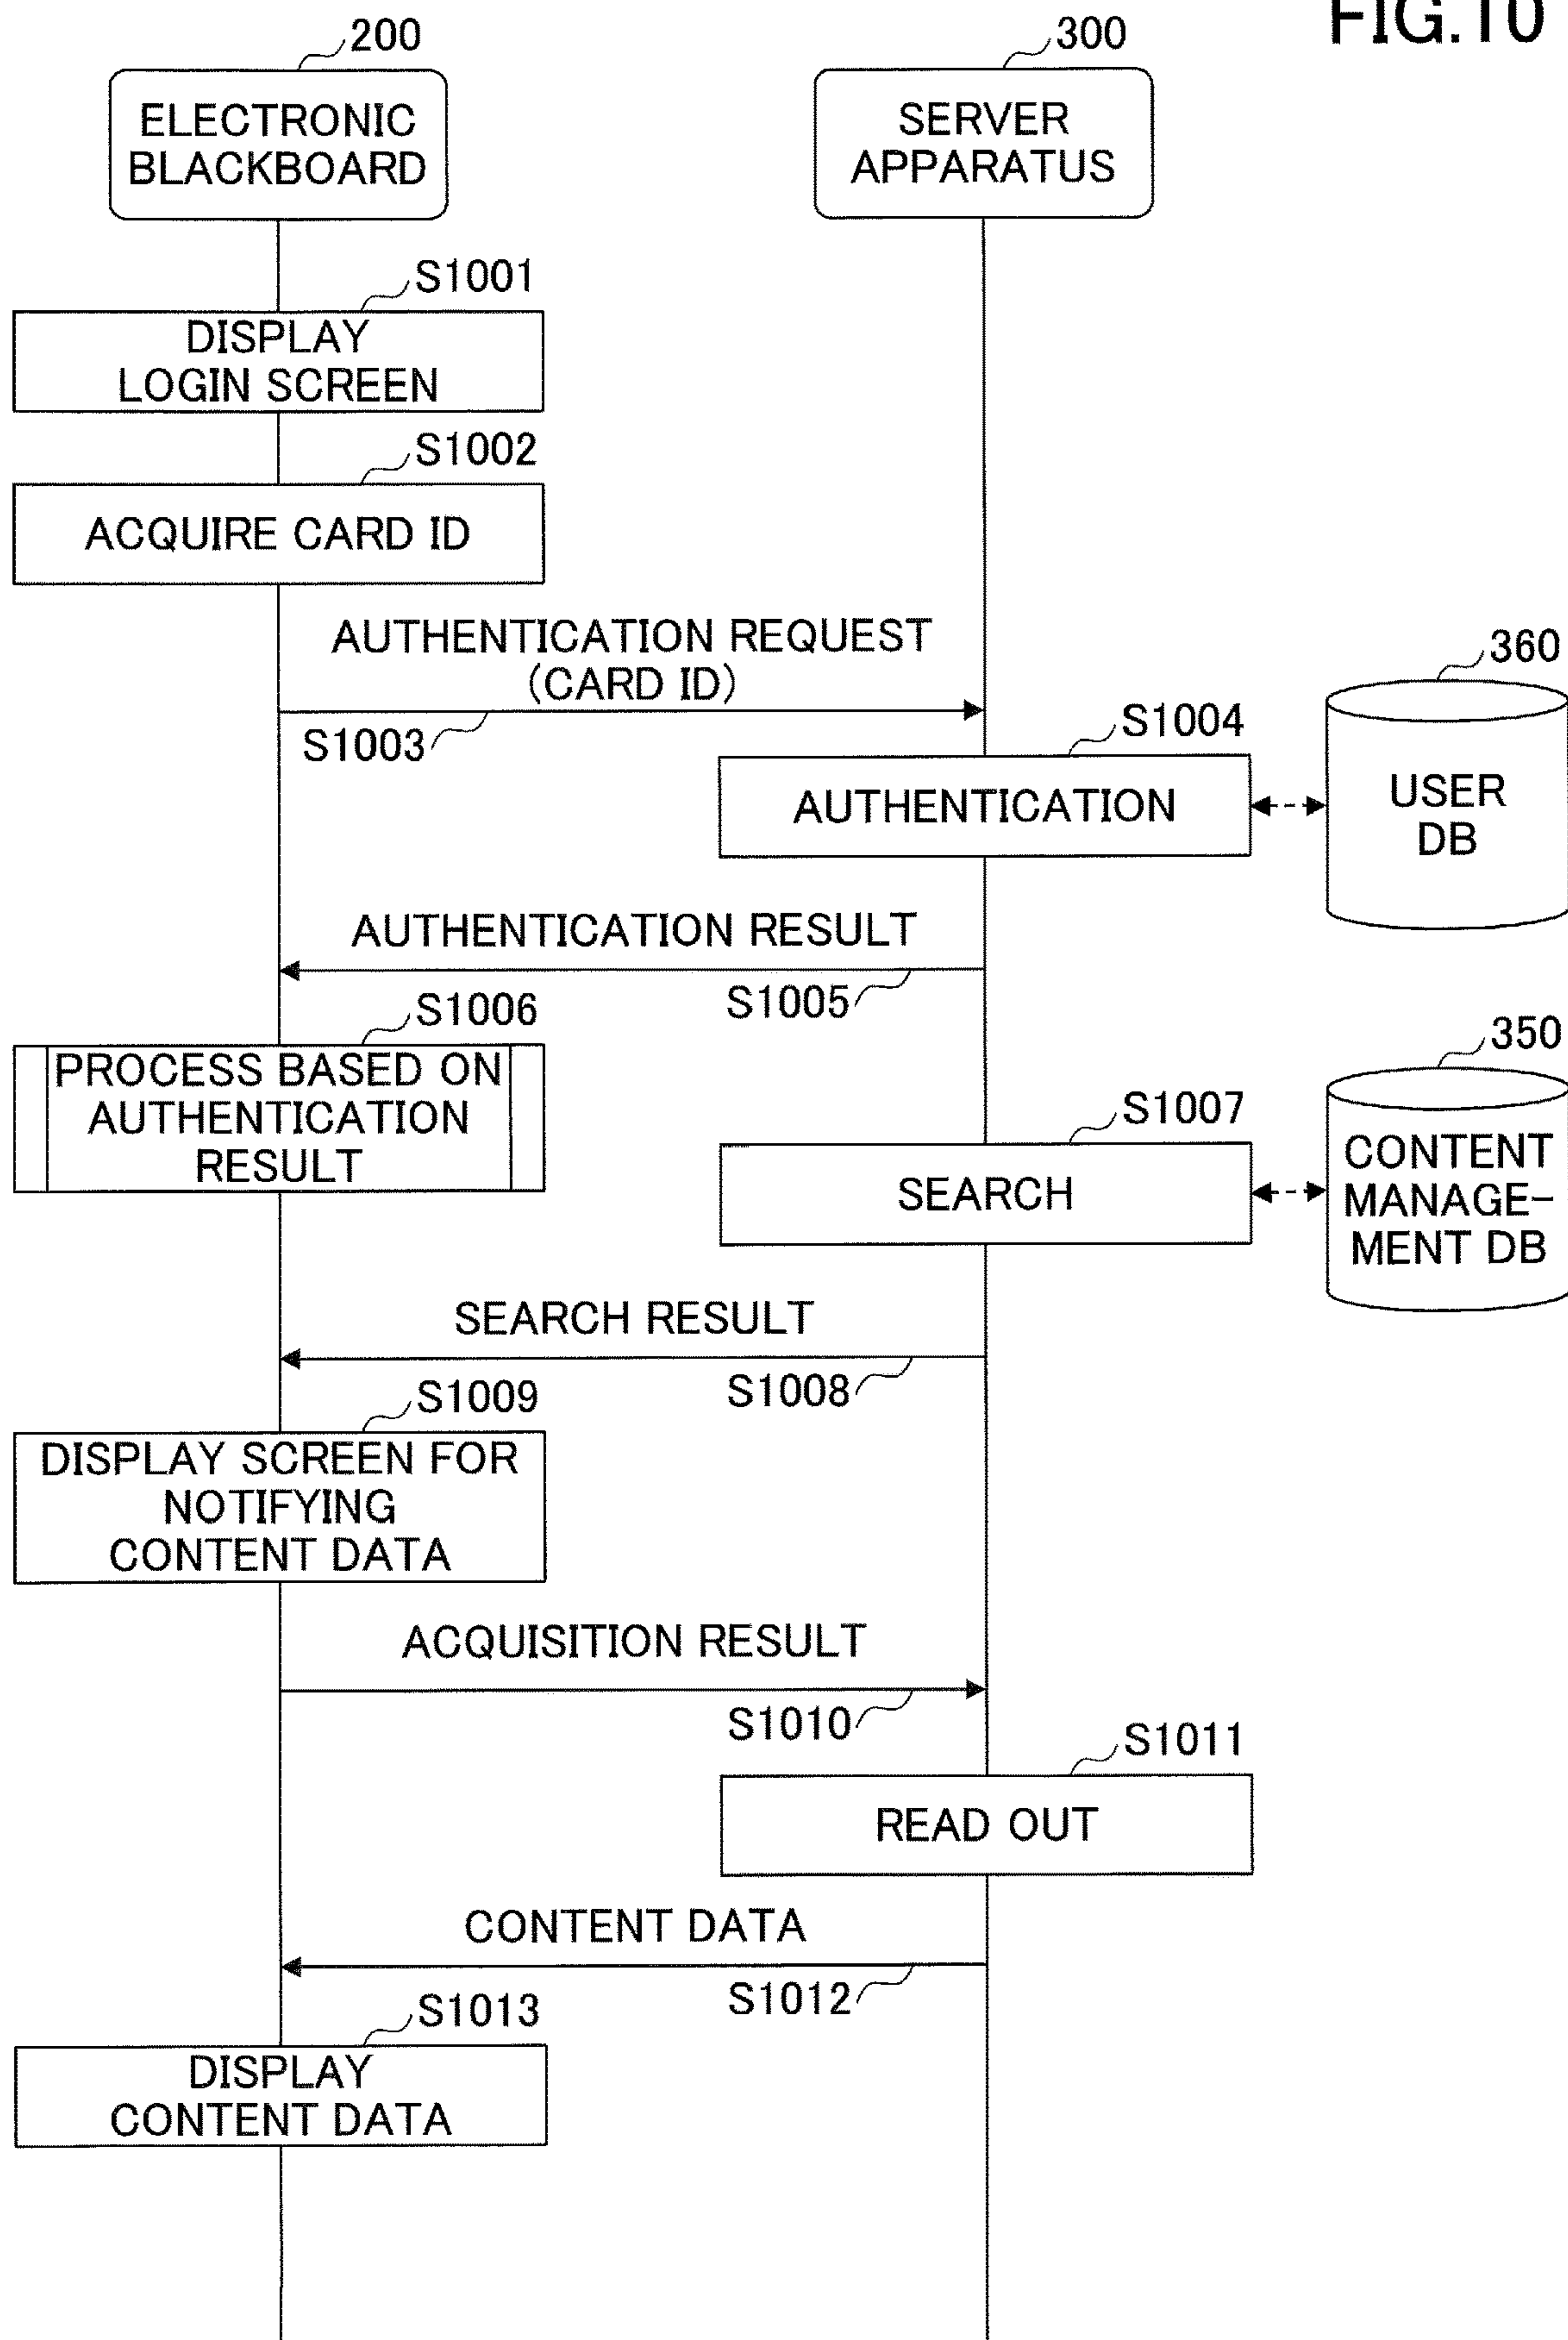 FIG.10
200
300
ELECTRONIC
BLACKBOARD
SERVER
APPARATUS
S1001
DISPLAY
LOGIN SCREEN
S1002
ACQUIRE CARD ID
AUTHENTICATION REQUEST
(CARD ID)
S1003
360
S1004
AUTHENTICATION
USER
DB
AUTHENTICATION RESULT
S1005
S1006
PROCESS BASED ON
AUTHENTICATION
RESULT
350
S1007
SEARCH
CONTENT
MANAGE-
MENT DB
SEARCH RESULT
S1008
S1009
DISPLAY SCREEN FOR
NOTIFYING
CONTENT DATA
ACQUISITION RESULT
S1010
S1011
READ OUT
CONTENT DATA
S1012
S1013
DISPLAY
CONTENT DATA